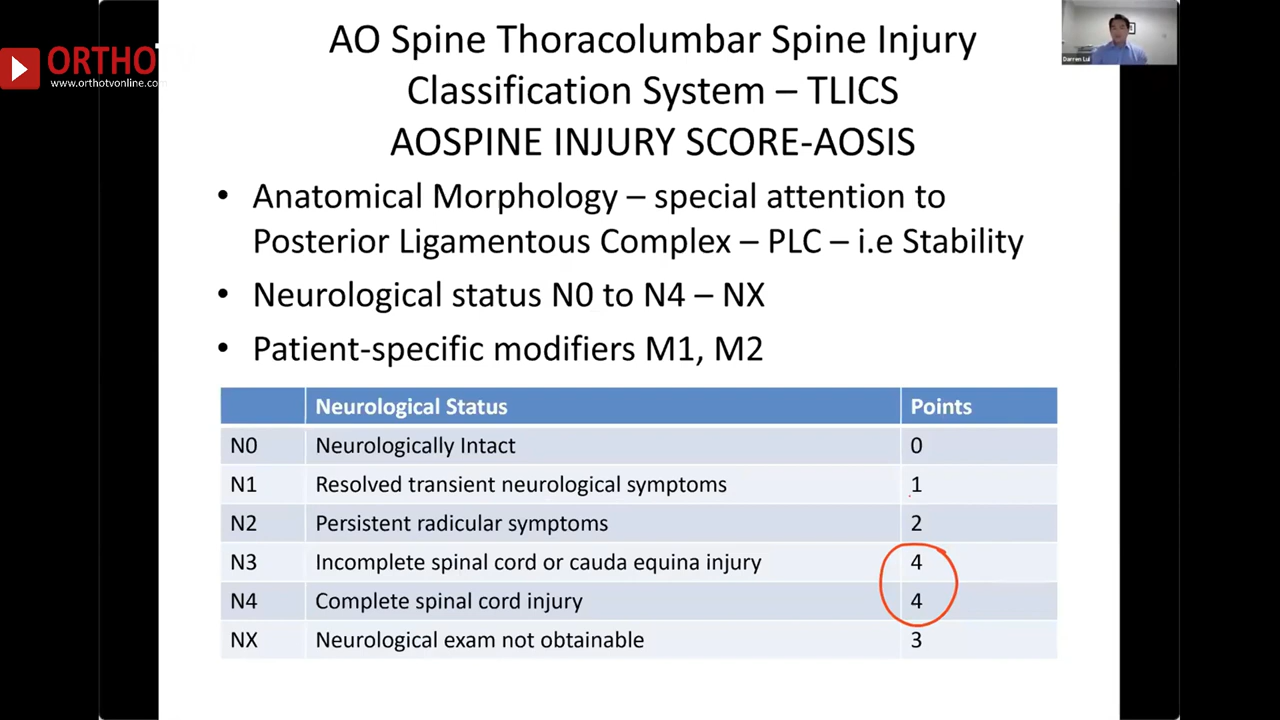 ORTHOTV
www.orthotvonline.co
AO Spine Thoracolumbar Spine Injury
Classification System – TLICS
AOSPINE INJURY SCORE-AOSIS
Darren Lui
• Anatomical Morphology – special attention to
Posterior Ligamentous Complex – PLC – i.e Stability
• Neurological status N0 to N4 – NX
• Patient-specific modifiers M1, M2
Neurological Status Points
N0 Neurologically Intact 0
N1 Resolved transient neurological symptoms 1
N2 Persistent radicular symptoms 2
N3 Incomplete spinal cord or cauda equina injury 4
N4 Complete spinal cord injury 4
NX Neurological exam not obtainable 3